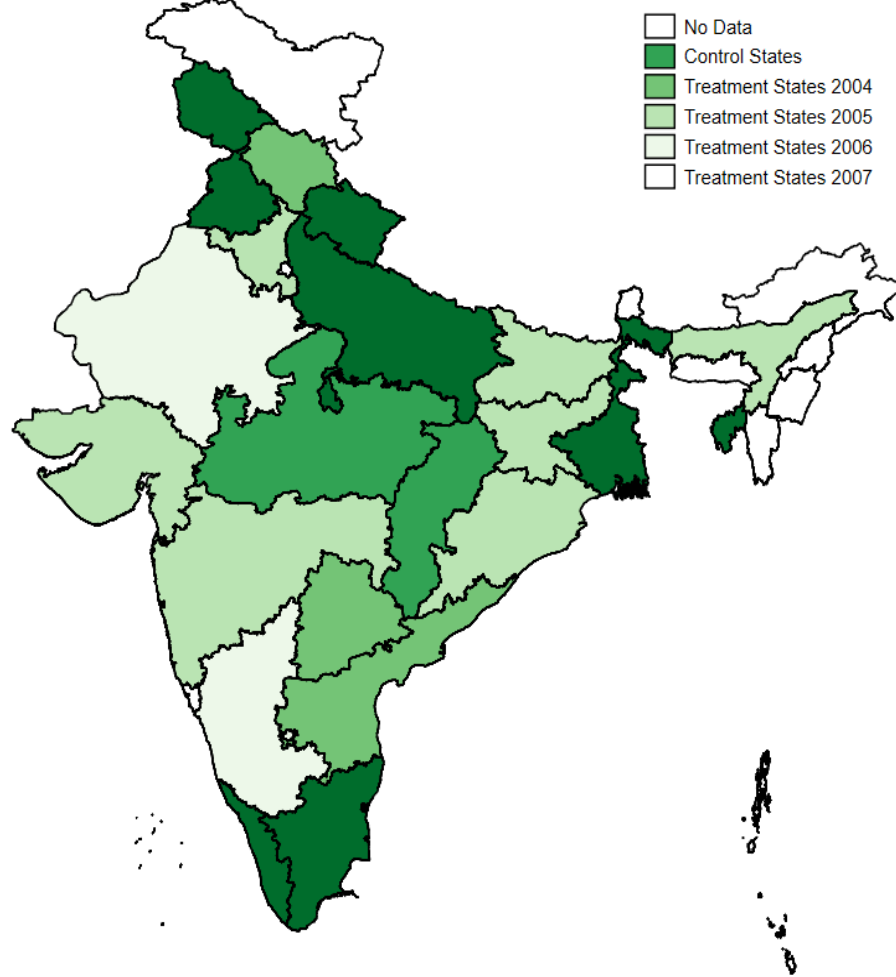 No Data
Control States
Treatment States 2004
Treatment States 2005
Treatment States 2006
Treatment States 2007